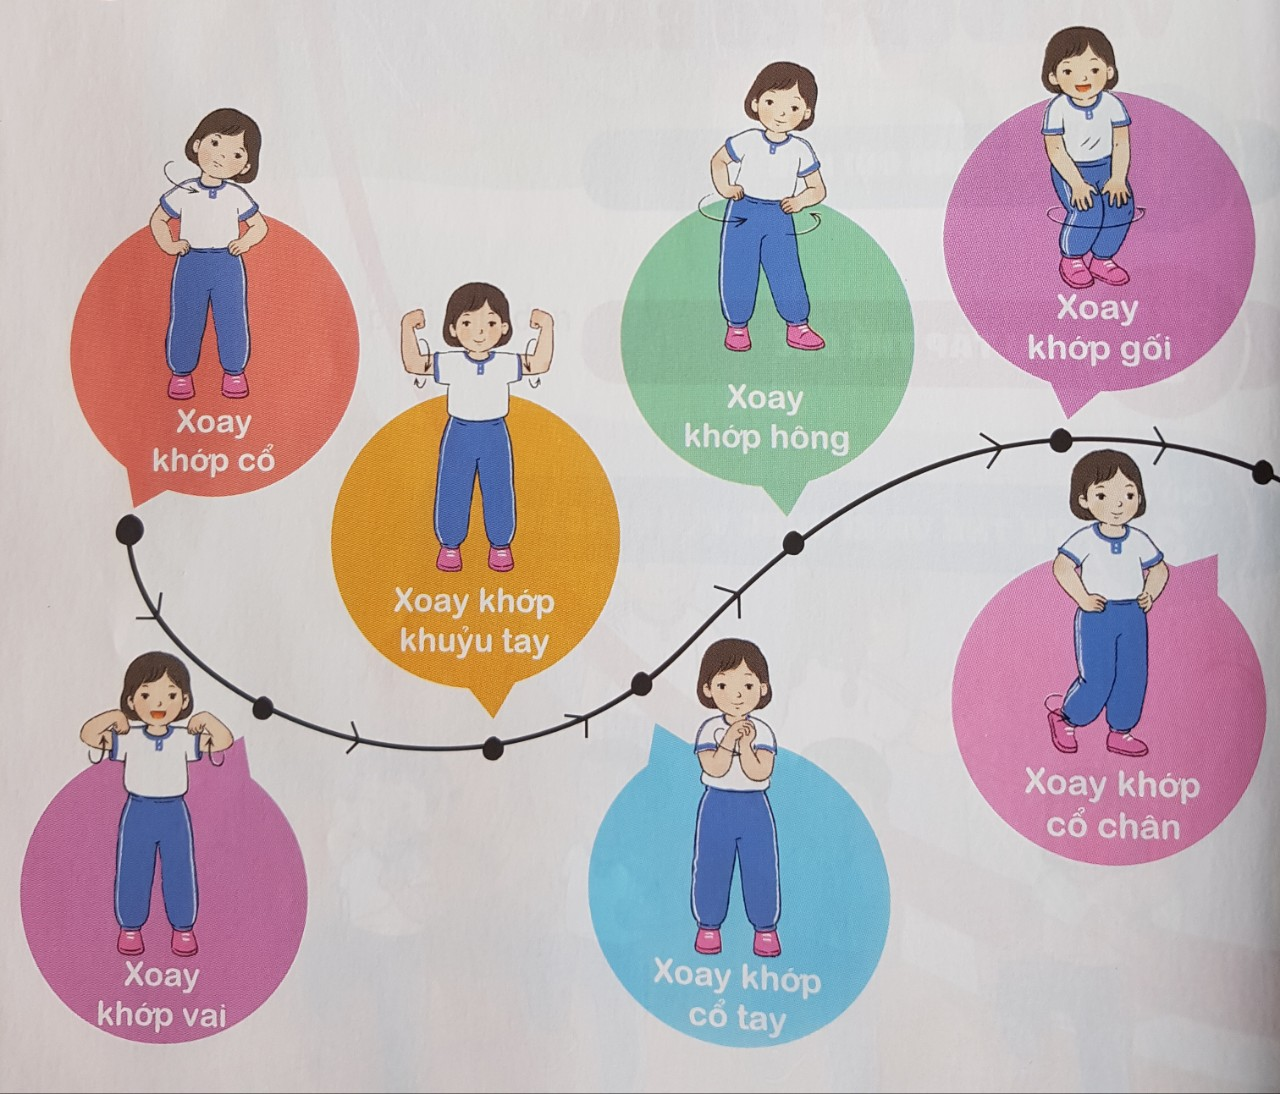 Xoay
khớp cổ
Xoay
khớp vai
Xoay khớp
khuỷu tay
Xoay khớp
cổ tay
Xoay
khớp hông
Xoay
khớp gối
Xoay khớp
cổ chân